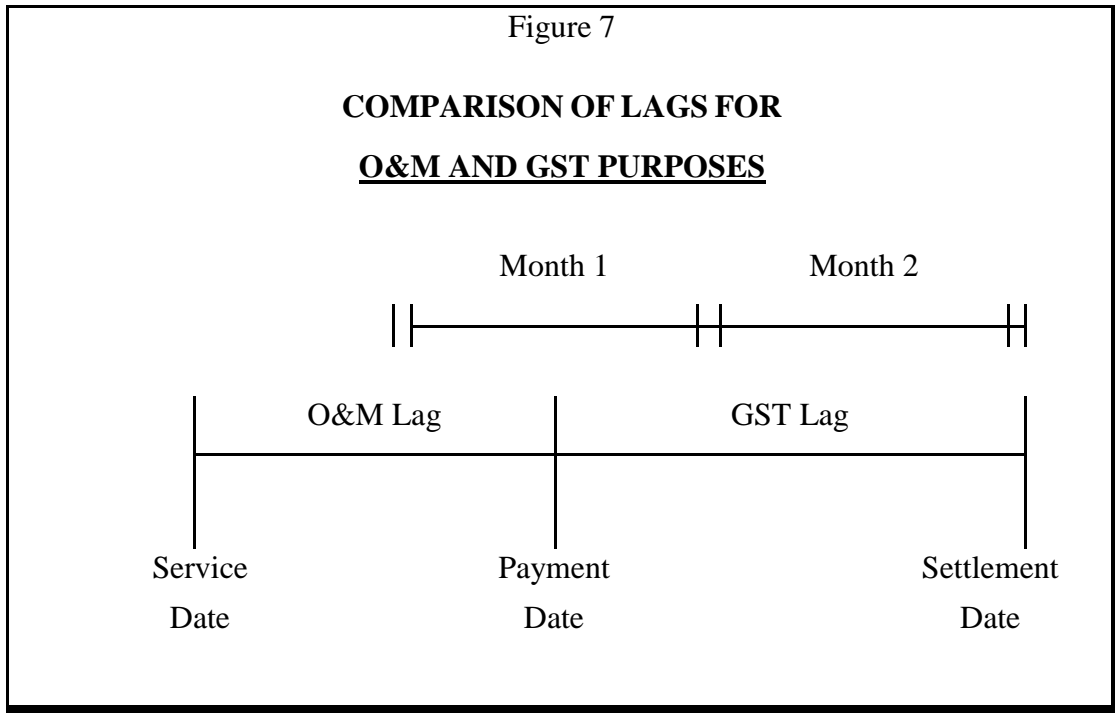 Figure 7
COMPARISON OF LAGS FOR
O&M AND GST PURPOSES
Month 1 Month 2
O&M Lag GST Lag
Service Payment Settlement
Date Date Date